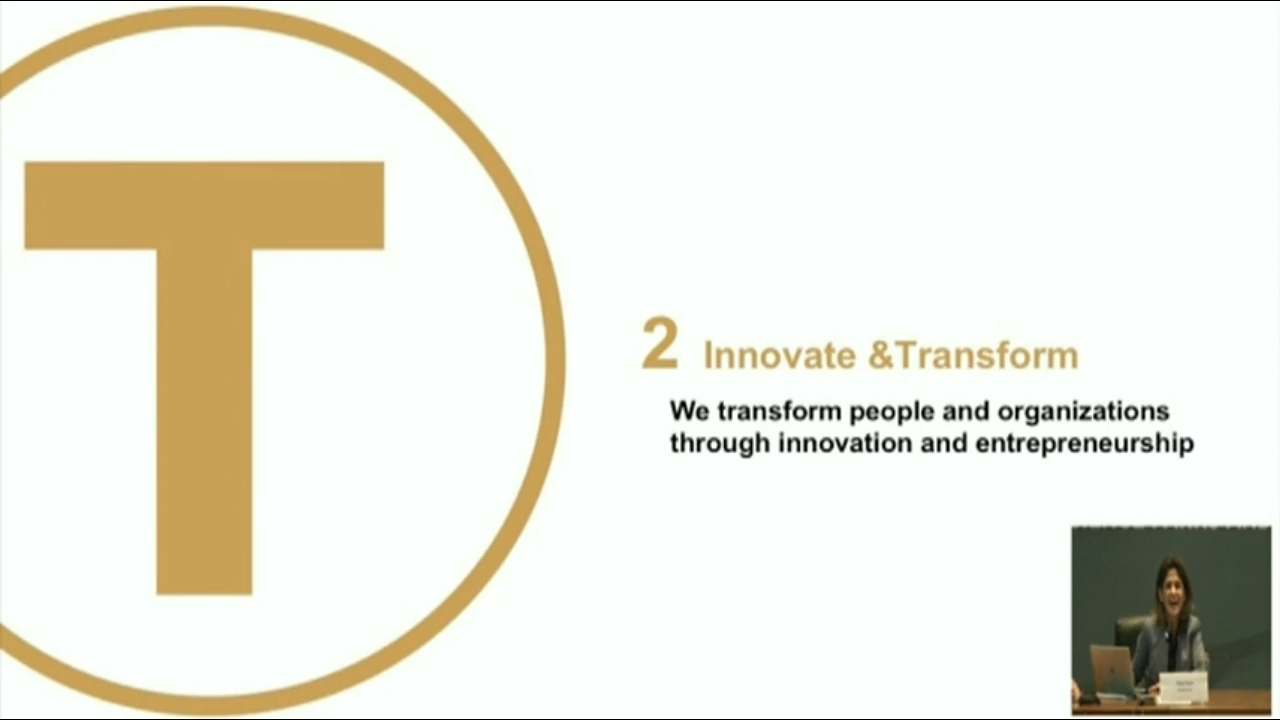 T
2 Innovate &Transform
We transform people and organizations
through innovation and entrepreneurship